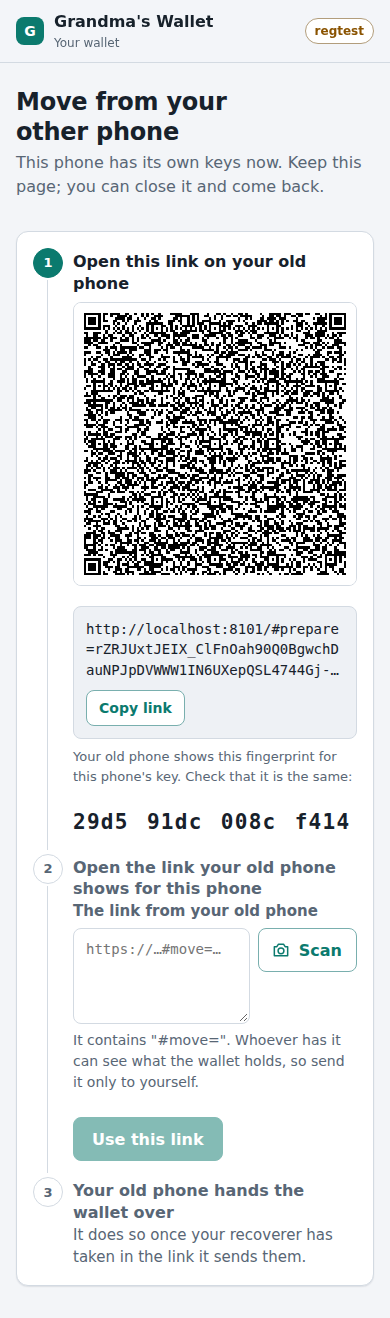 G
Grandma's Wallet
Your wallet
regtest
Move from your
other phone
This phone has its own keys now. Keep this
page; you can close it and come back.
1
Open this link on your old
phone
http://localhost:8101/#prepare
=rZRJUxtJEIX_ClFnOah90Q0BgwchD
auNPJpDVWWW1IN6UXepQSL4744Gj-…
Copy link
Your old phone shows this fingerprint for
this phone's key. Check that it is the same:
29d5 91dc 008c f414
2
Open the link your old phone
shows for this phone
The link from your old phone
https://…#move=…
Scan
It contains "#move=". Whoever has it
can see what the wallet holds, so send
it only to yourself.
Use this link
3
Your old phone hands the
wallet over
It does so once your recoverer has
taken in the link it sends them.